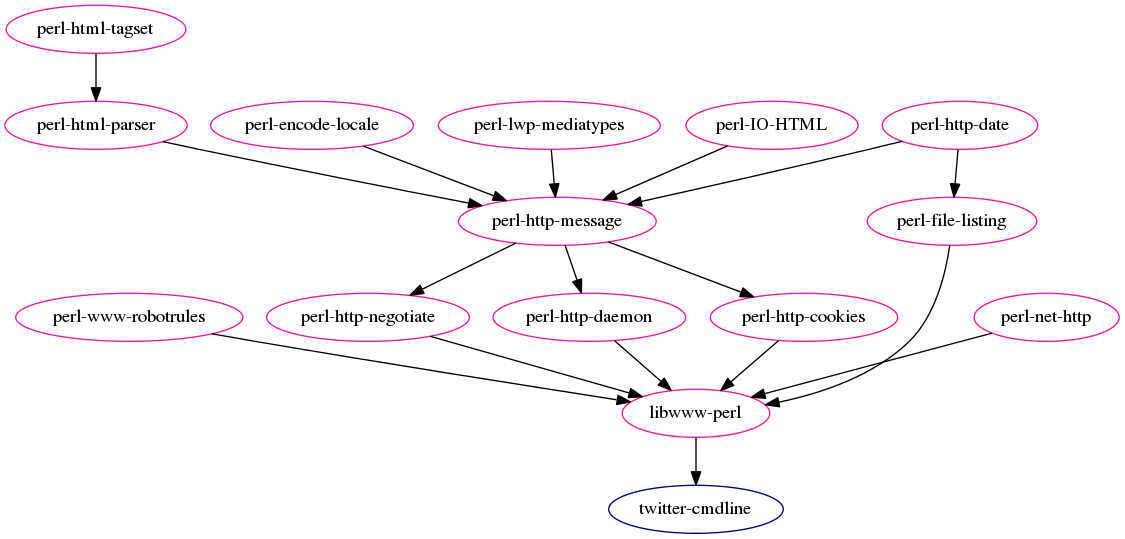 perl-html-tagset
perl-html-parser
perl-encode-locale
perl-lwp-mediatypes
perl-IO-HTML
perl-http-date
perl-http-message
perl-file-listing
perl-www-robotrules
perl-http-negotiate
perl-http-daemon
perl-http-cookies
perl-net-http
libwww-perl
twitter-cmdline